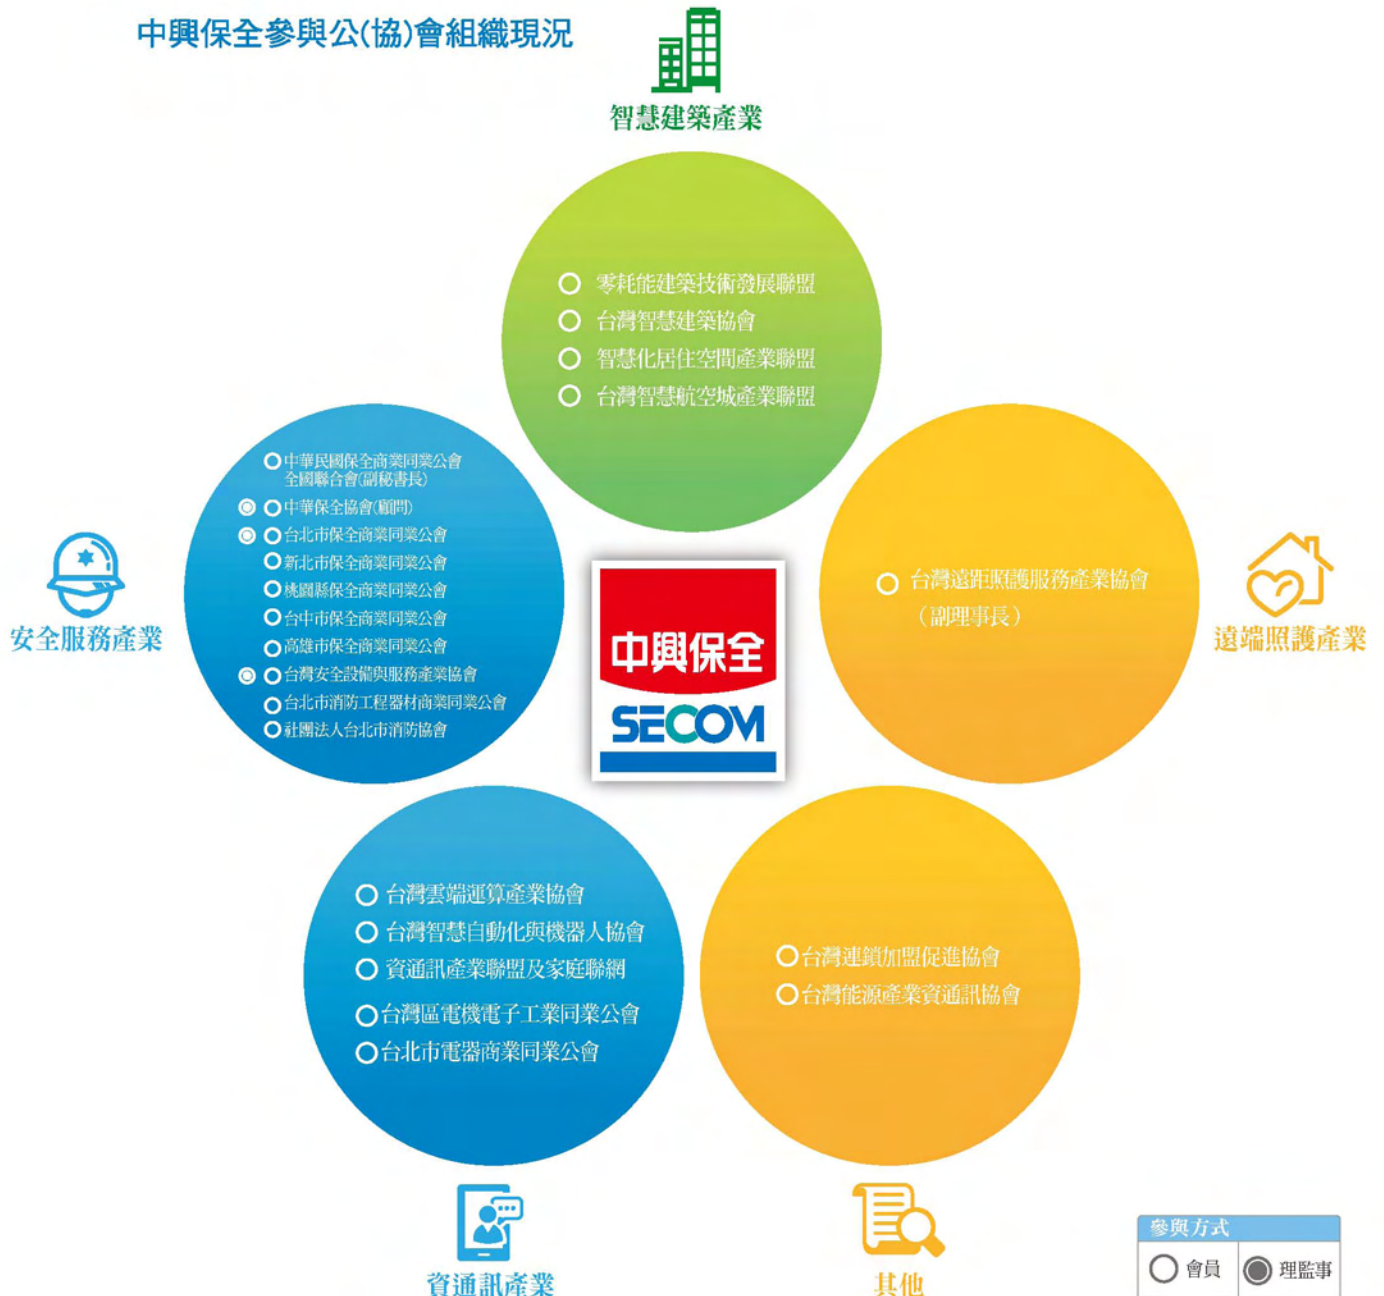 中興保全參與公(協)會組織現況
智慧建築產業
零耗能建築技術發展聯盟
台灣智慧建築協會
智慧化居住空間產業聯盟
台灣智慧航空城產業聯盟
中華民國保全商業同業公會
全國聯合會(副秘書長)
中華保全協會(顧問)
台北市保全商業同業公會
新北市保全商業同業公會
桃園縣保全商業同業公會
台中市保全商業同業公會
高雄市保全商業同業公會
台灣安全設備與服務產業協會
台北市消防工程器材商業同業公會
社團法人台北市消防協會
安全服務產業
中興保全
SECOM
台灣遠距照護服務產業協會
(副理事長)
遠端照護產業
台灣雲端運算產業協會
台灣智慧自動化與機器人協會
資通訊產業聯盟及家庭聯網
台灣區電機電子工業同業公會
台北市電器商業同業公會
資通訊產業
台灣連鎖加盟促進協會
台灣能源產業資通訊協會
其他
參與方式
會員 理監事